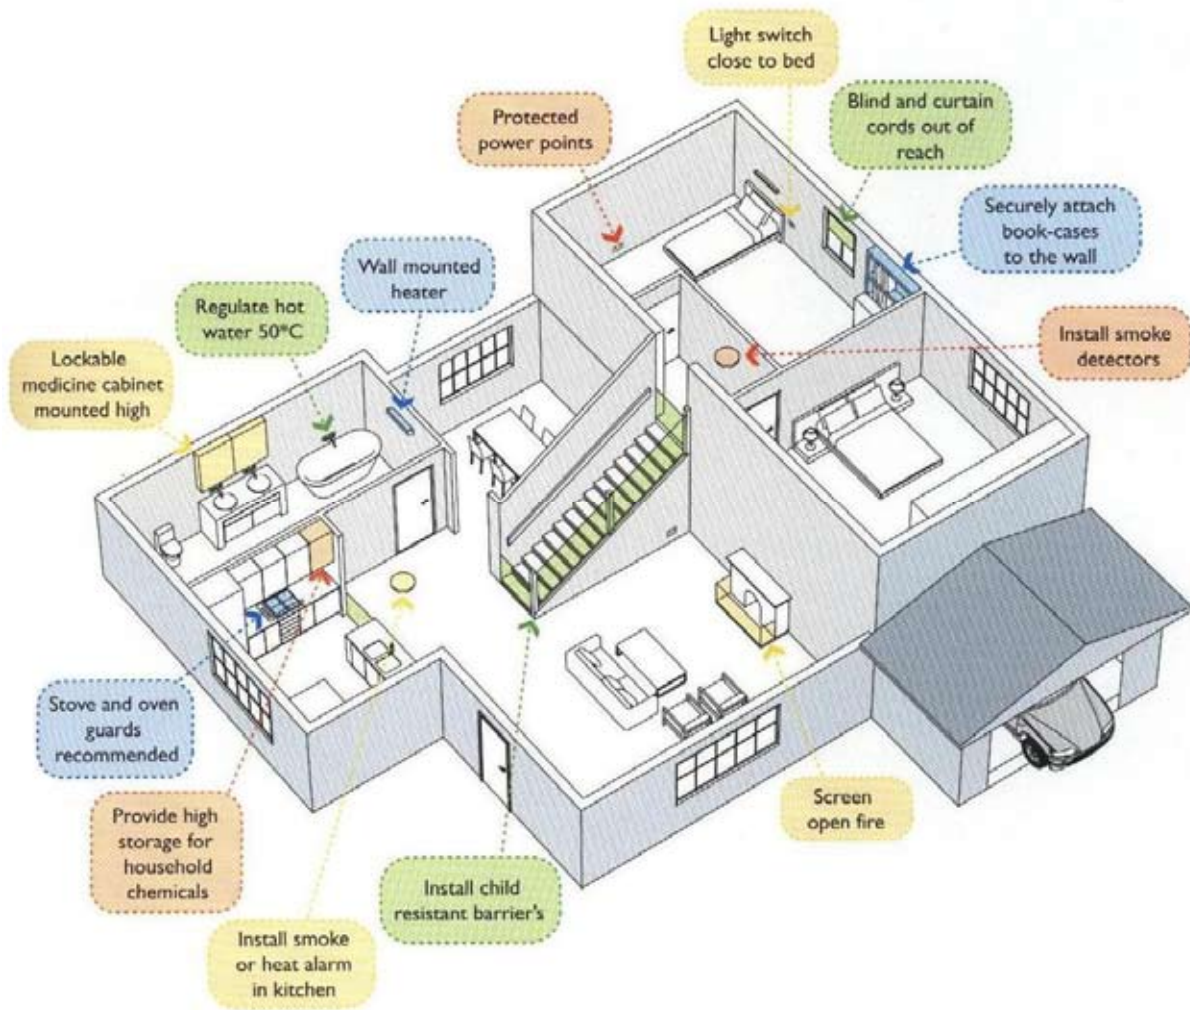 Light switch
close to bed
Blind and curtain
cords out of
reach
Protected
power points
Securely attach
book-cases
to the wall
Wall mounted
heater
Regulate hot
water 50°C
Install smoke
detectors
Lockable
medicine cabinet
mounted high
Stove and oven
guards
recommended
Screen
open fire
Provide high
storage for
household
chemicals
Install child
resistant barrier's
Install smoke
or heat alarm
in kitchen